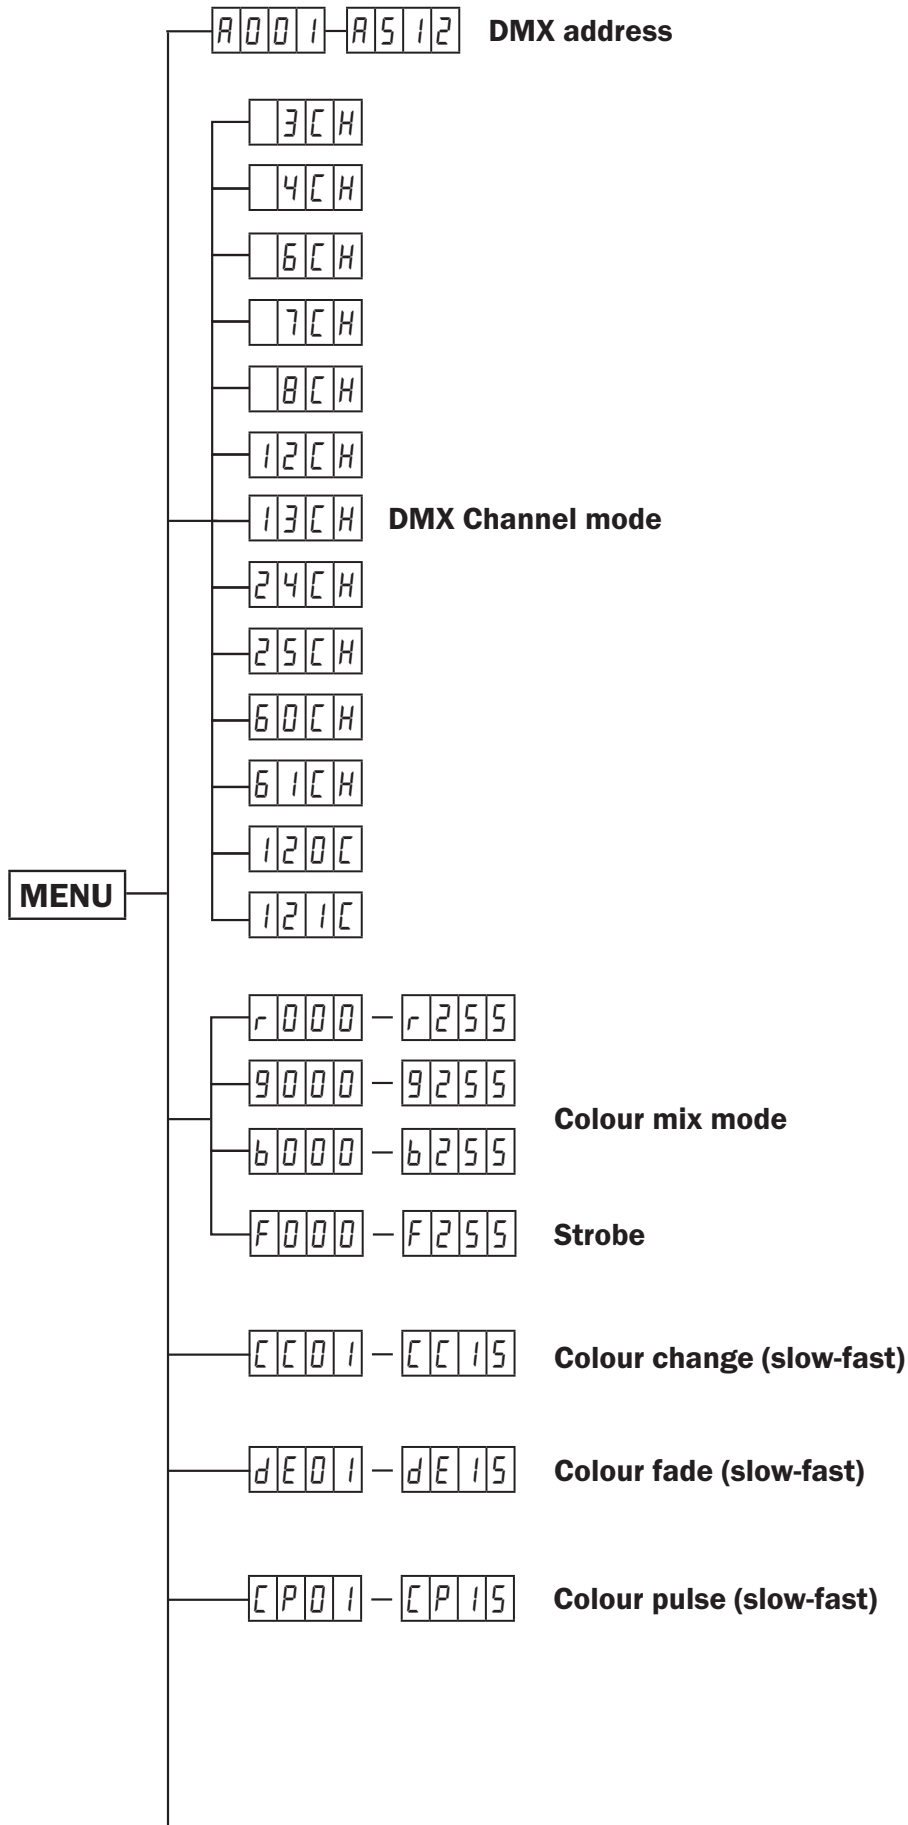 A001 A512 DMX address
3CH
4CH
6CH
7CH
8CH
12CH
13CH DMX Channel mode
24CH
25CH
60CH
61CH
120C
MENU
121C
r000 – r255
g000 – g255
Colour mix mode
b000 – b255
F000 – F255 Strobe
CC01 – CC15 Colour change (slow-fast)
dE01 – dE15 Colour fade (slow-fast)
CP01 – CP15 Colour pulse (slow-fast)